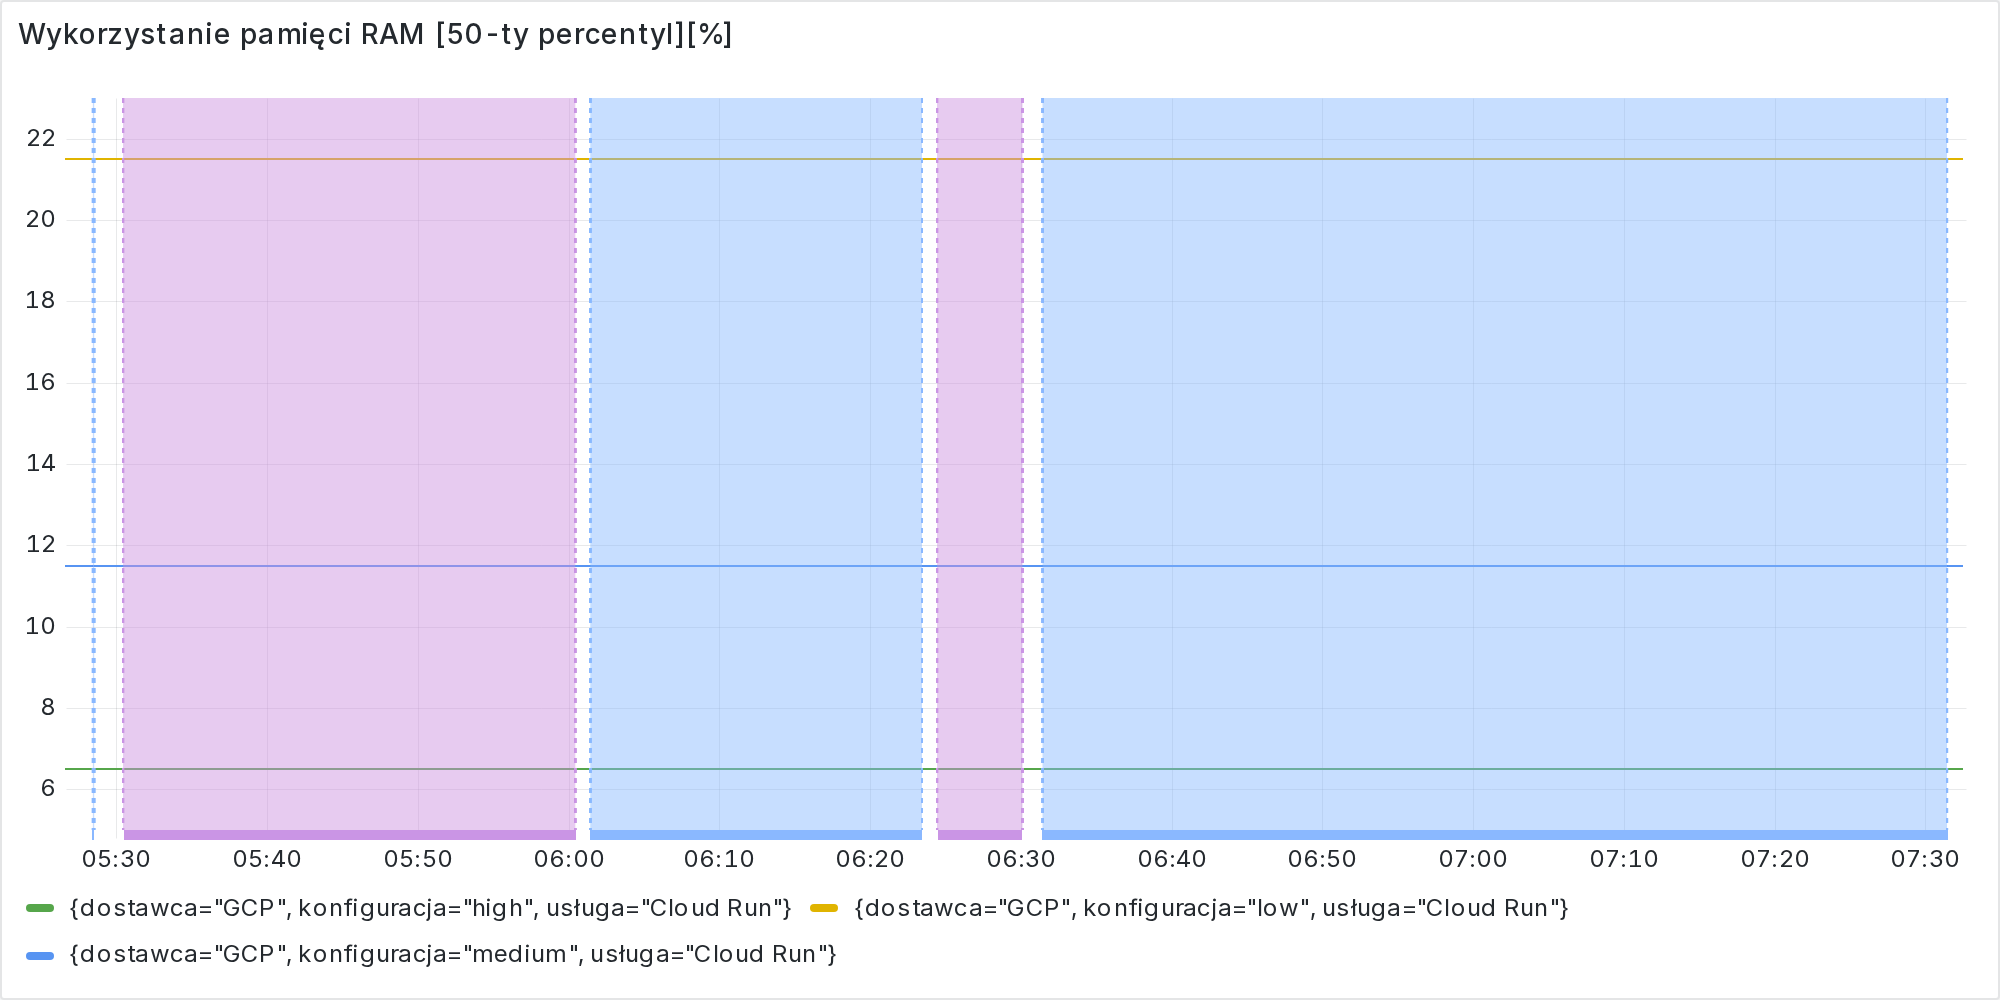 Wykorzystanie pamięci RAM [50-ty percentyl][%]
22
20
18
16
14
12
10
8
6
05:30 05:40 05:50 06:00 06:10 06:20 06:30 06:40 06:50 07:00 07:10 07:20 07:30
{dostawca="GCP", konfiguracja="high", usługa="Cloud Run"} {dostawca="GCP", konfiguracja="low", usługa="Cloud Run"}
{dostawca="GCP", konfiguracja="medium", usługa="Cloud Run"}